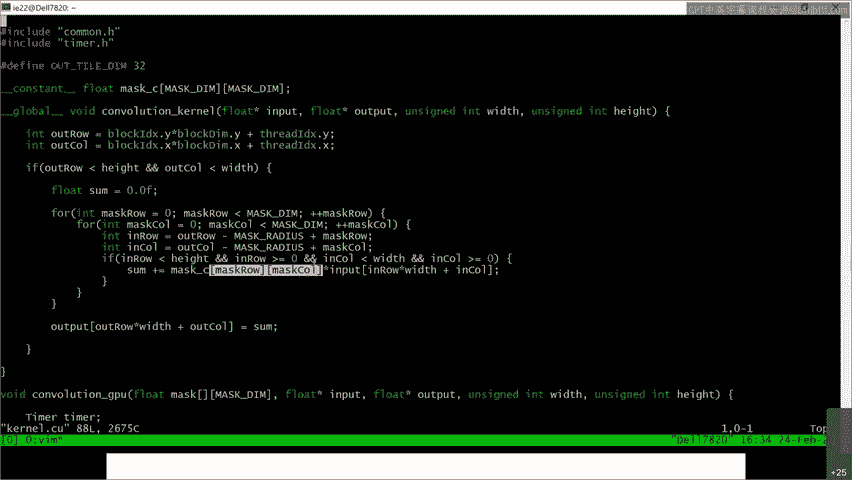 ie22@Dell7820: ~
#include "common.h"
#include "timer.h"
#define OUT_TILE_DIM 32
__constant__ float mask_c[MASK_DIM][MASK_DIM];
__global__ void convolution_kernel(float* input, float* output, unsigned int width, unsigned int height) {
int outRow = blockIdx.y*blockDim.y + threadIdx.y;
int outCol = blockIdx.x*blockDim.x + threadIdx.x;
if(outRow < height && outCol < width) {
float sum = 0.0f;
for(int maskRow = 0; maskRow < MASK_DIM; ++maskRow) {
for(int maskCol = 0; maskCol < MASK_DIM; ++maskCol) {
int inRow = outRow - MASK_RADIUS + maskRow;
int inCol = outCol - MASK_RADIUS + maskCol;
if(inRow < height && inRow >= 0 && inCol < width && inCol >= 0) {
sum += mask_c[maskRow][maskCol]*input[inRow*width + inCol];
}
}
}
output[outRow*width + outCol] = sum;
}
}
void convolution_gpu(float mask[][MASK_DIM], float* input, float* output, unsigned int width, unsigned int height) {
Timer timer;
"kernel.cu" 88L, 2675C 1,0-1 Top
[0] 0:vim* "Dell7820" 16:34 24-Feb-2
+25